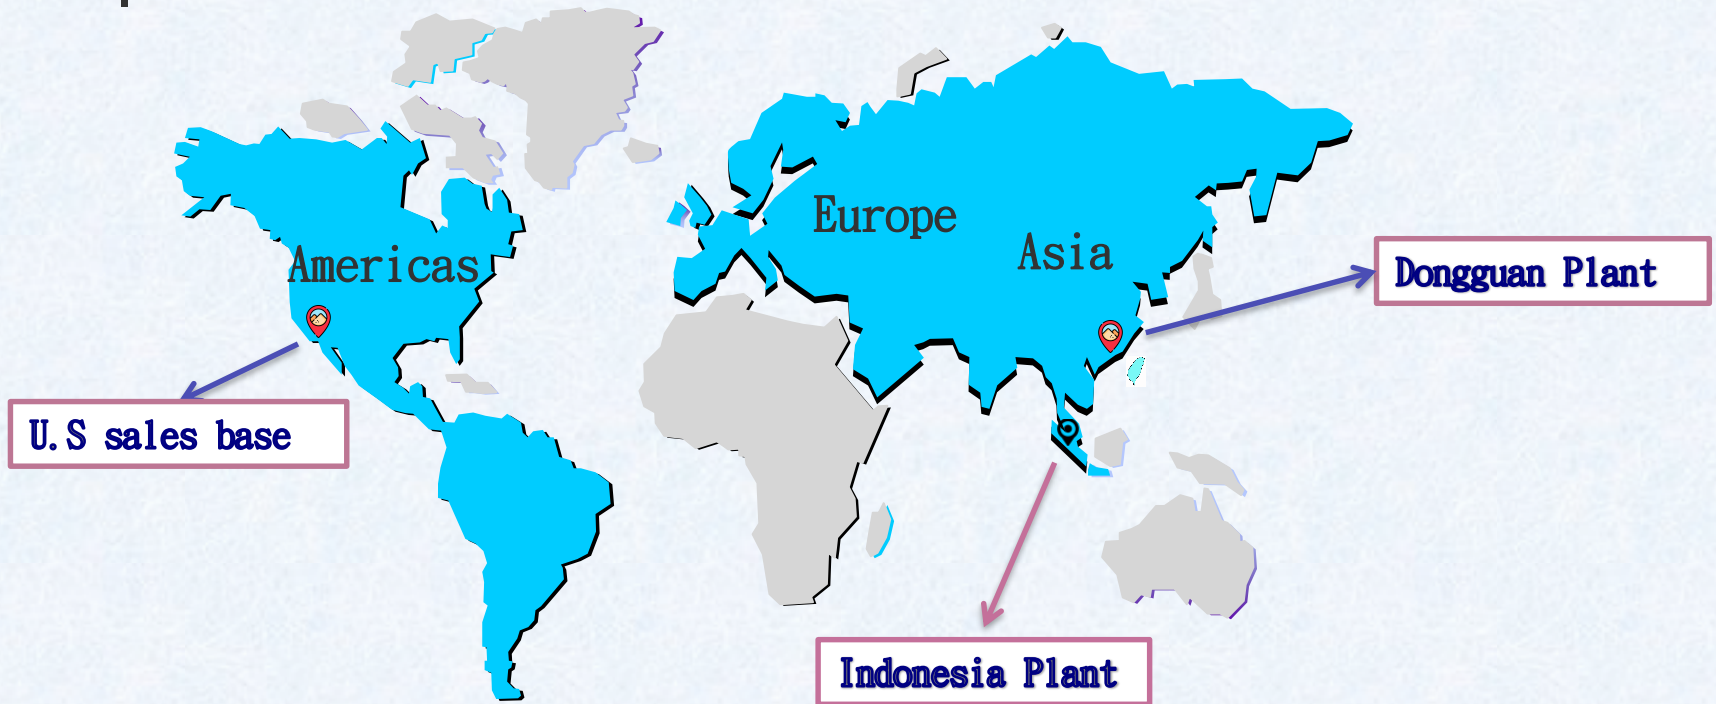 Europe
Asia
Americas
Dongguan Plant
U.S sales base
Indonesia Plant